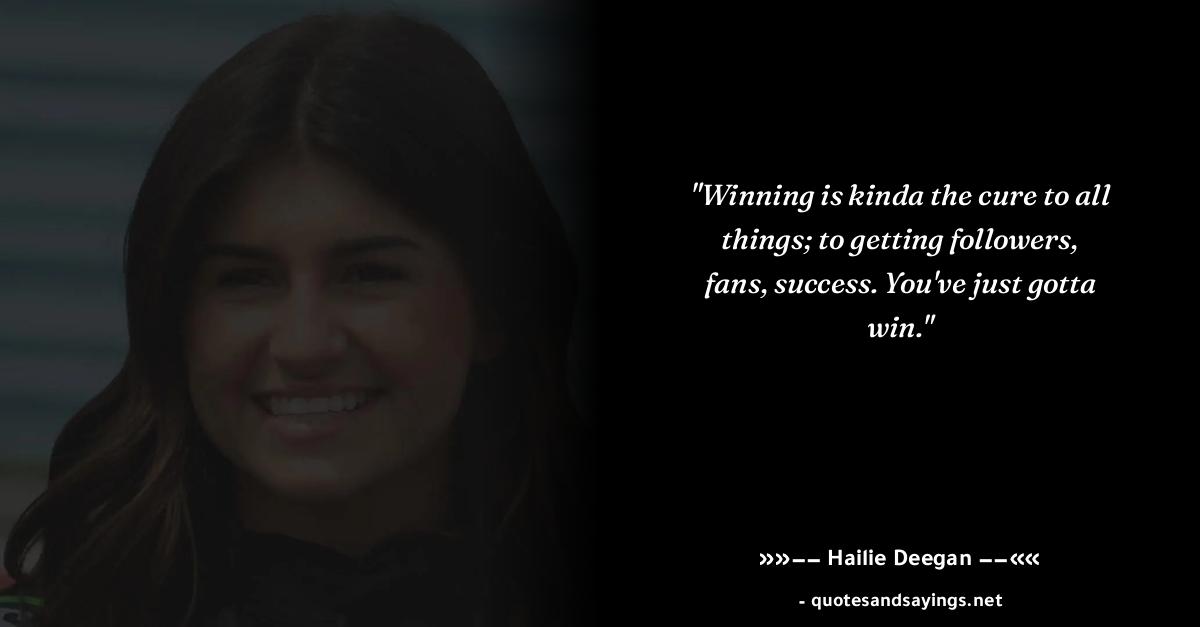 "Winning is kinda the cure to all
things; to getting followers,
fans, success. You've just gotta
win."
»»−− Hailie Deegan −−««
- quotesandsayings.net